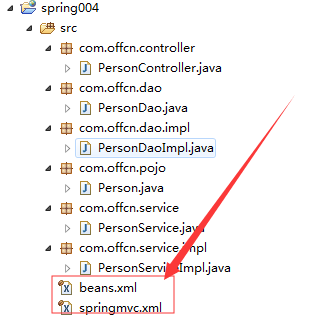 spring004
src
com.offcn.controller
PersonController.java
com.offcn.dao
PersonDao.java
com.offcn.dao.impl
PersonDaoImpl.java
com.offcn.pojo
Person.java
com.offcn.service
PersonService.java
com.offcn.service.impl
PersonServiceImpl.java
beans.xml
springmvc.xml